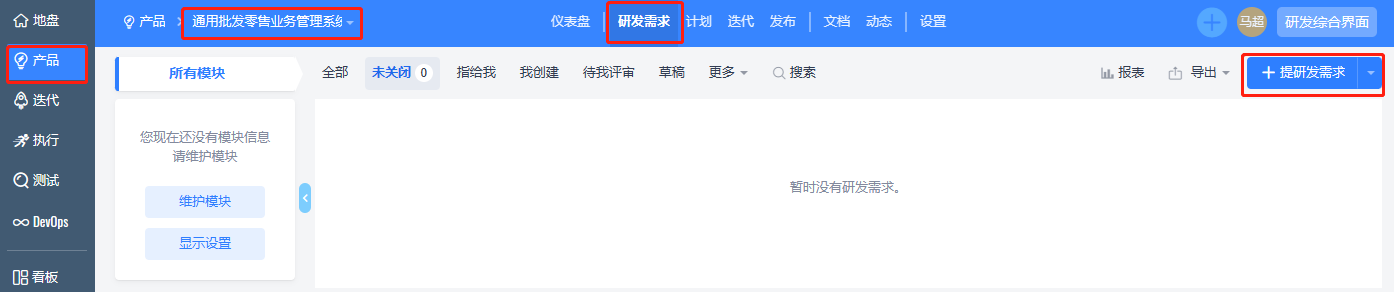 地盘
产品
迭代
执行
测试
DevOps
看板
产品
通用批发零售业务管理系
仪表盘
研发需求
计划
迭代
发布
文档
动态
设置
马超
研发综合界面
所有模块
全部
未关闭 0
指给我
我创建
待我评审
草稿
更多
搜索
报表
导出
提研发需求
您现在还没有模块信息
请维护模块
维护模块
显示设置
暂时没有研发需求。